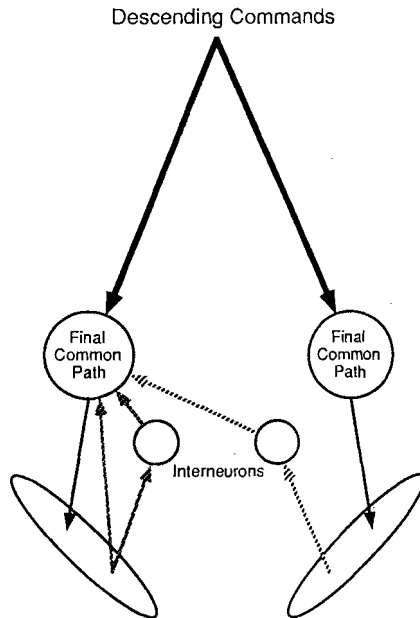 Descending Commands
Final
Common
Path
Final
Common
Path
Interneurons